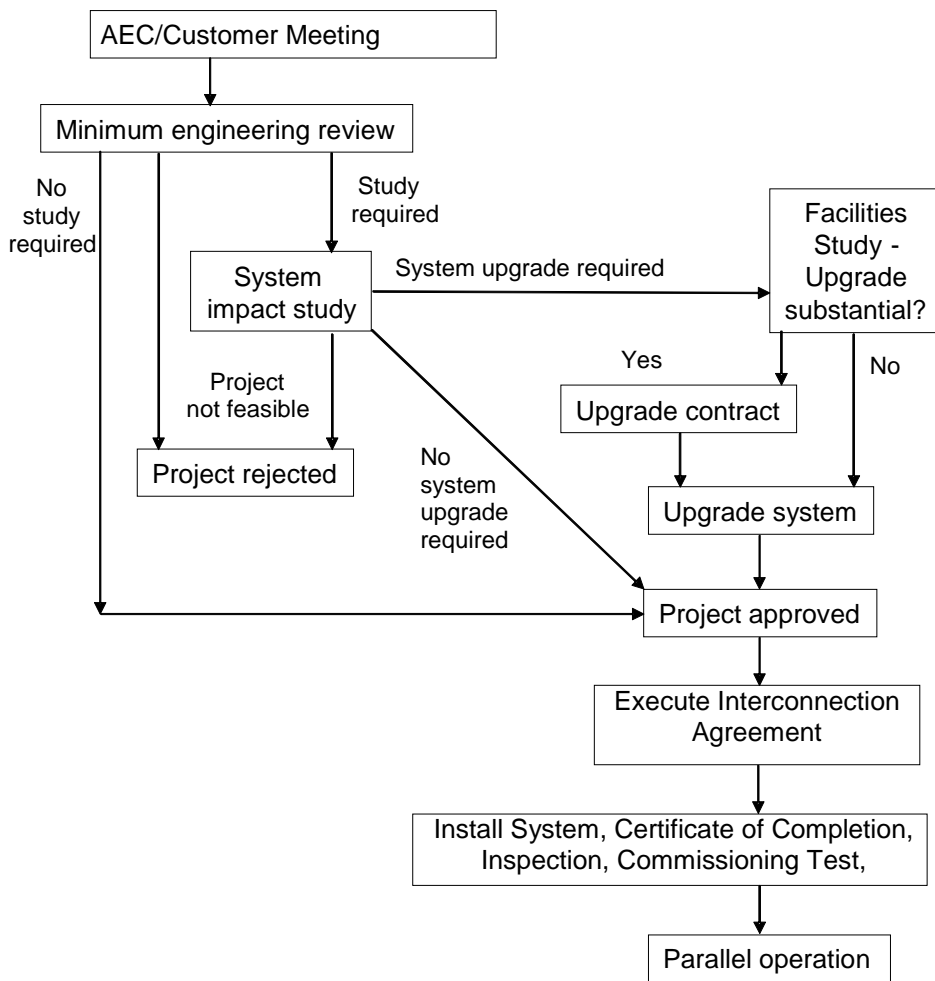 AEC/Customer Meeting
Minimum engineering review
No
study
required
Study
required
Facilities
Study -
Upgrade
substantial?
System
impact study
System upgrade required
Yes
No
Project
not feasible
Upgrade contract
Project rejected
No
system
upgrade
required
Upgrade system
Project approved
Execute Interconnection
Agreement
Install System, Certificate of Completion,
Inspection, Commissioning Test,
Parallel operation